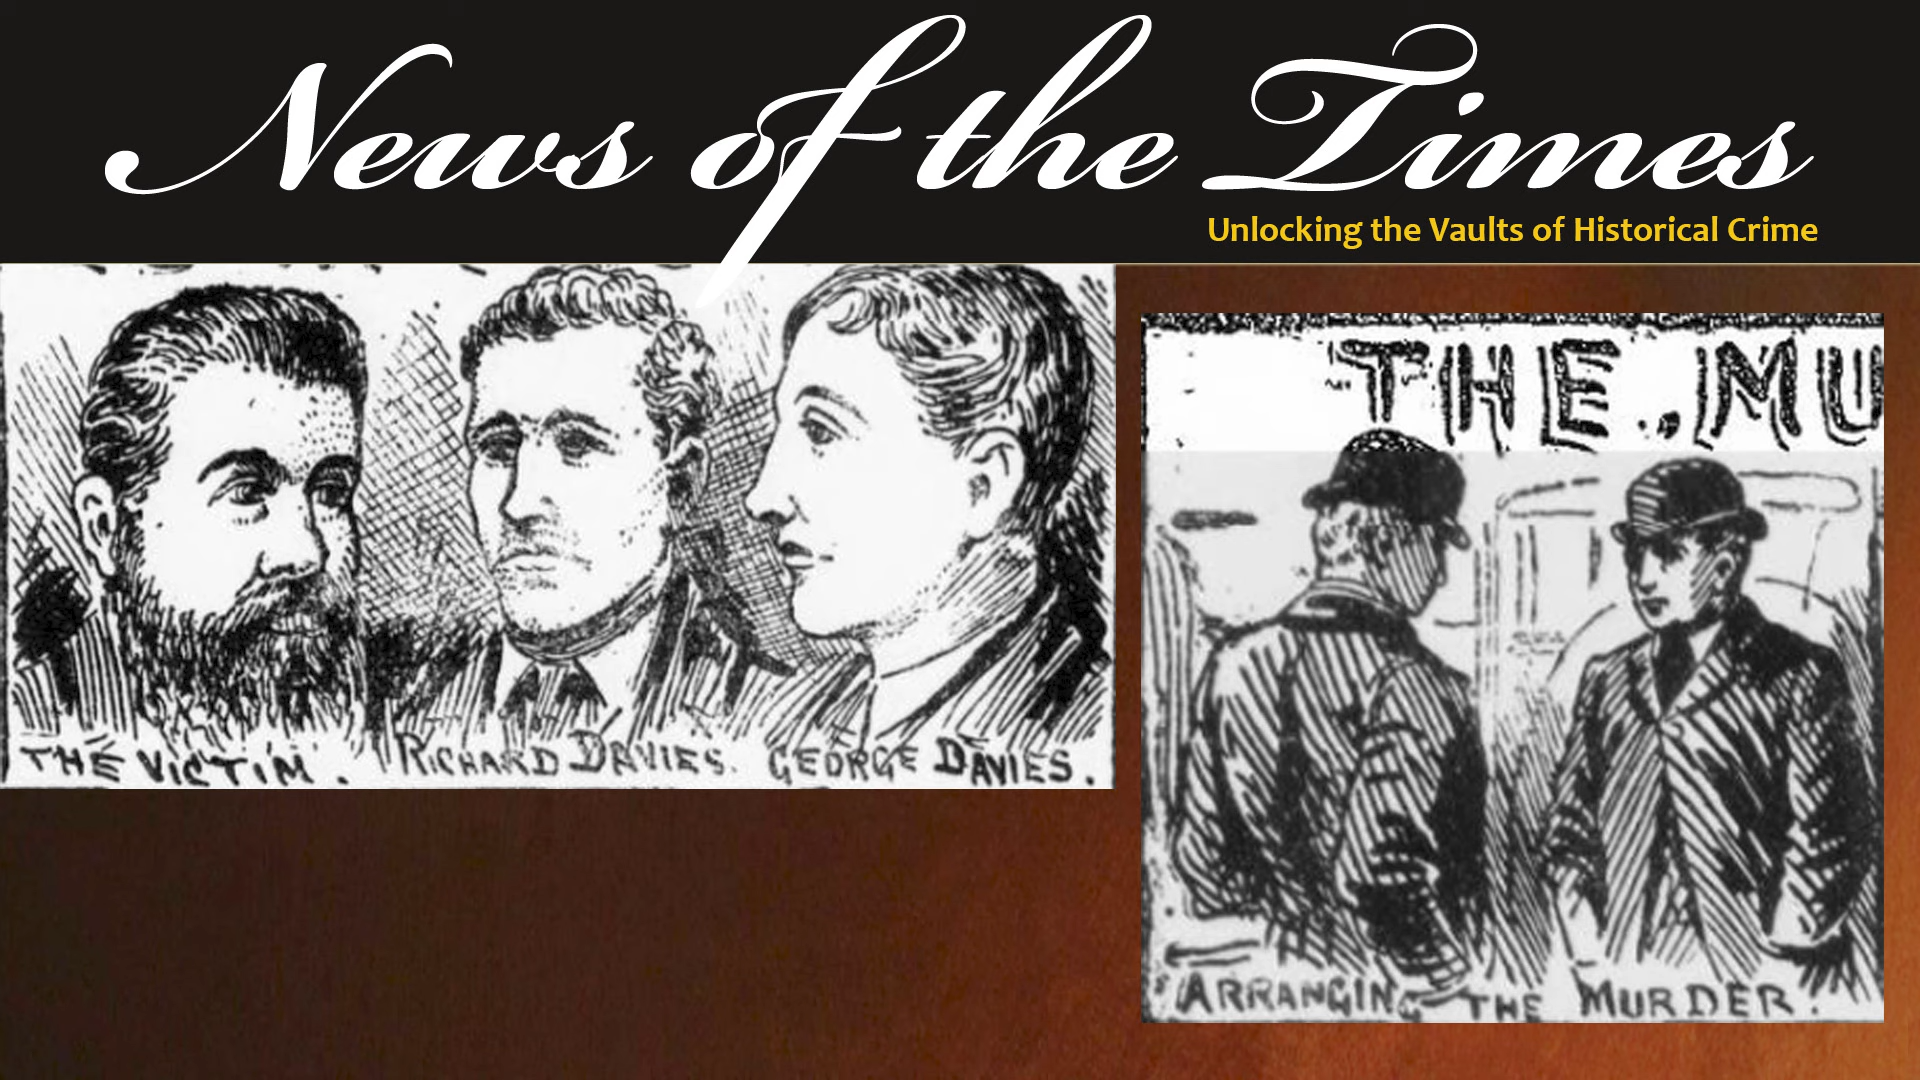 News of the Times
Unlocking the Vaults of Historical Crime
THE VICTIM. RICHARD DAVIES. GEORGE DAVIES.
THE MU
ARRANGING THE MURDER.